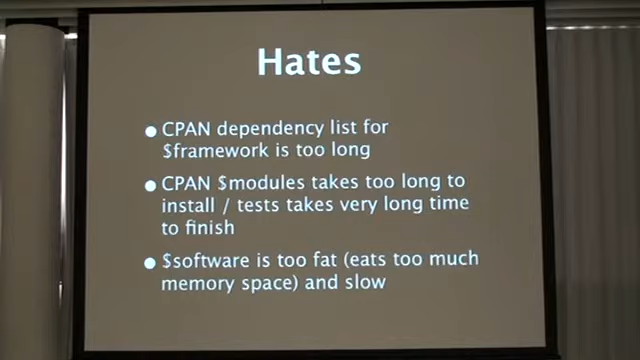 Hates
• CPAN dependency list for
$framework is too long
• CPAN $modules takes too long to
install / tests takes very long time
to finish
• $software is too fat (eats too much
memory space) and slow